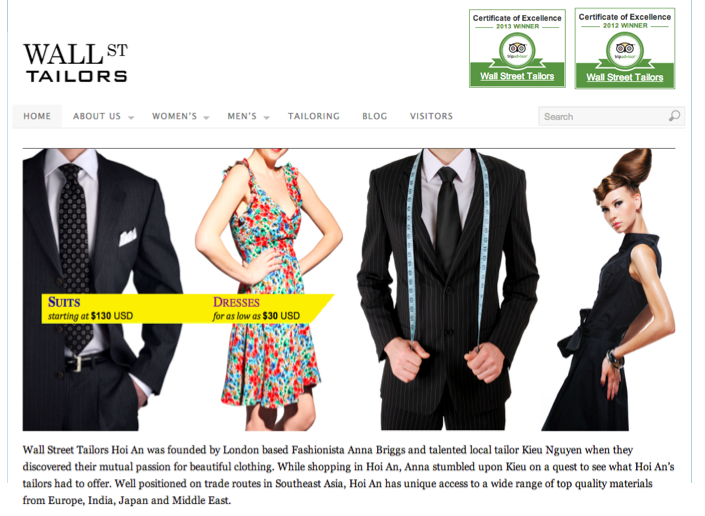 WALL ST
TAILORS
Certificate of Excellence
2013 WINNER
tripadvisor
Wall Street Tailors
Certificate of Excellence
2012 WINNER
tripadvisor
Wall Street Tailors
HOME ABOUT US WOMEN'S MEN'S TAILORING BLOG VISITORS Search
SUITS
starting at $130 USD
DRESSES
for as low as $30 USD
Wall Street Tailors Hoi An was founded by London based Fashionista Anna Briggs and talented local tailor Kieu Nguyen when they
discovered their mutual passion for beautiful clothing. While shopping in Hoi An, Anna stumbled upon Kieu on a quest to see what Hoi An's
tailors had to offer. Well positioned on trade routes in Southeast Asia, Hoi An has unique access to a wide range of top quality materials
from Europe, India, Japan and Middle East.